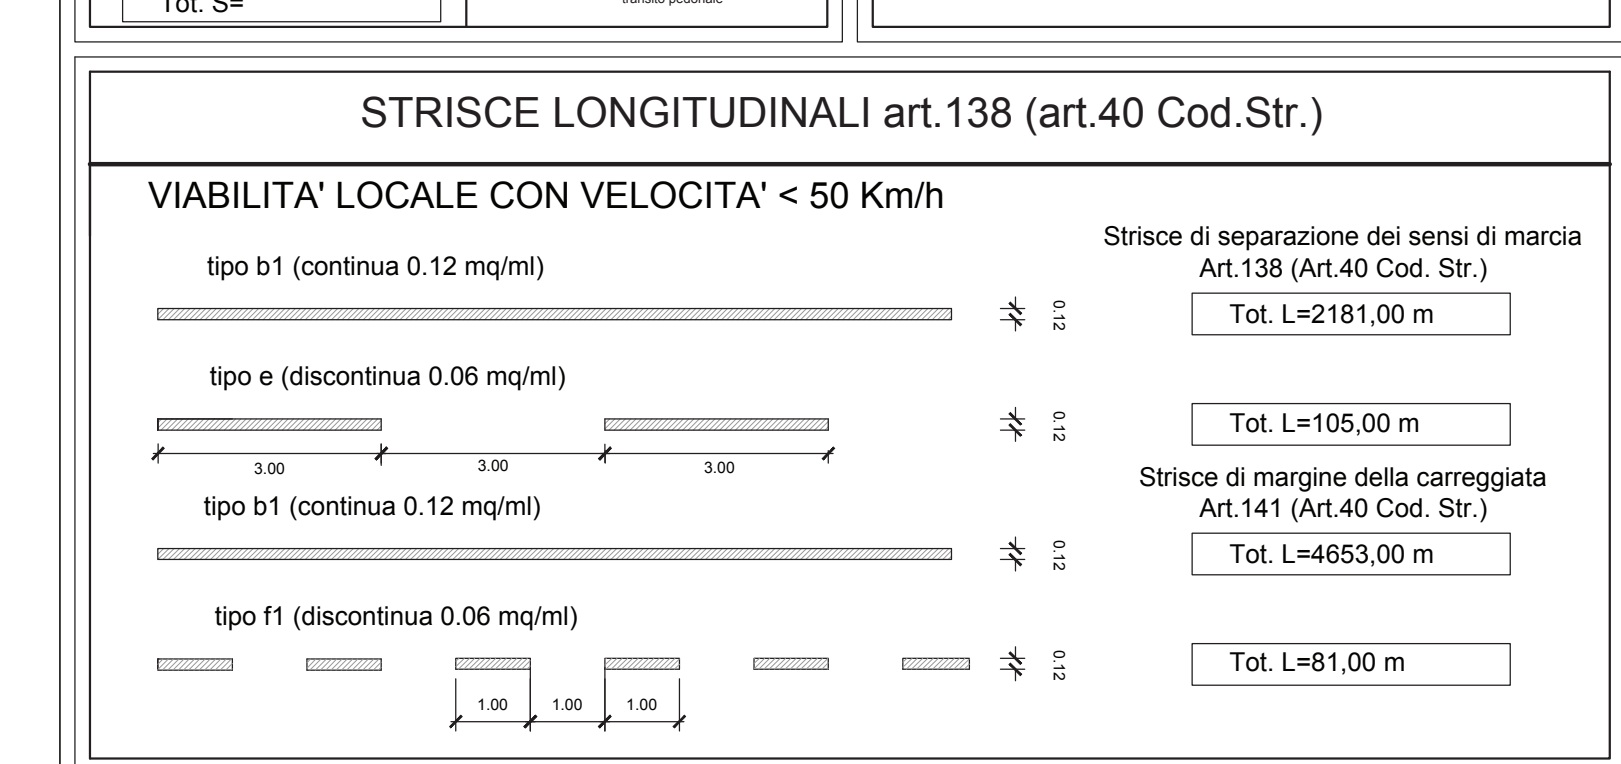 Tot. S=
transito pedonale
STRISCE LONGITUDINALI art.138 (art.40 Cod.Str.)
VIABILITA' LOCALE CON VELOCITA' < 50 Km/h
Strisce di separazione dei sensi di marcia
Art.138 (Art.40 Cod. Str.)
tipo b1 (continua 0.12 mq/ml)
0.12
Tot. L=2181,00 m
tipo e (discontinua 0.06 mq/ml)
0.12
Tot. L=105,00 m
3.00
3.00
3.00
Strisce di margine della carreggiata
Art.141 (Art.40 Cod. Str.)
tipo b1 (continua 0.12 mq/ml)
0.12
Tot. L=4653,00 m
tipo f1 (discontinua 0.06 mq/ml)
0.12
Tot. L=81,00 m
1.00
1.00
1.00